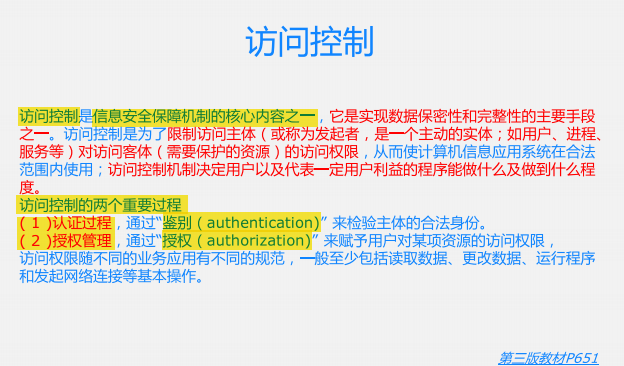 访问控制
访问控制是信息安全保障机制的核心内容之一，它是实现数据保密性和完整性的主要手段
之一。访问控制是为了限制访问主体（或称为发起者，是一个主动的实体；如用户、进程、
服务等）对访问客体（需要保护的资源）的访问权限，从而使计算机信息应用系统在合法
范围内使用；访问控制机制决定用户以及代表一定用户利益的程序能做什么及做到什么程
度。
访问控制的两个重要过程
(１)认证过程，通过“鉴别（authentication)” 来检验主体的合法身份。
(２)授权管理，通过“授权（authorization)” 来赋予用户对某项资源的访问权限，
访问权限随不同的业务应用有不同的规范，一般至少包括读取数据、更改数据、运行程序
和发起网络连接等基本操作。
第三版教材P651